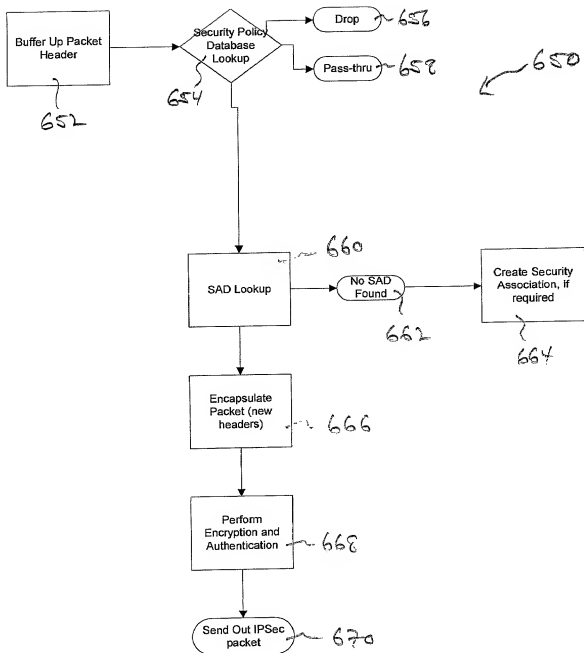 Buffer Up Packet
Header
652
Security Policy
Database
Lookup
654
Drop
656
Pass-thru
658
650
SAD Lookup
660
No SAD
Found
662
Create Security
Association, if
required
664
Encapsulate
Packet (new
headers)
666
Perform
Encryption and
Authentication
668
Send Out IPSec
packet
670